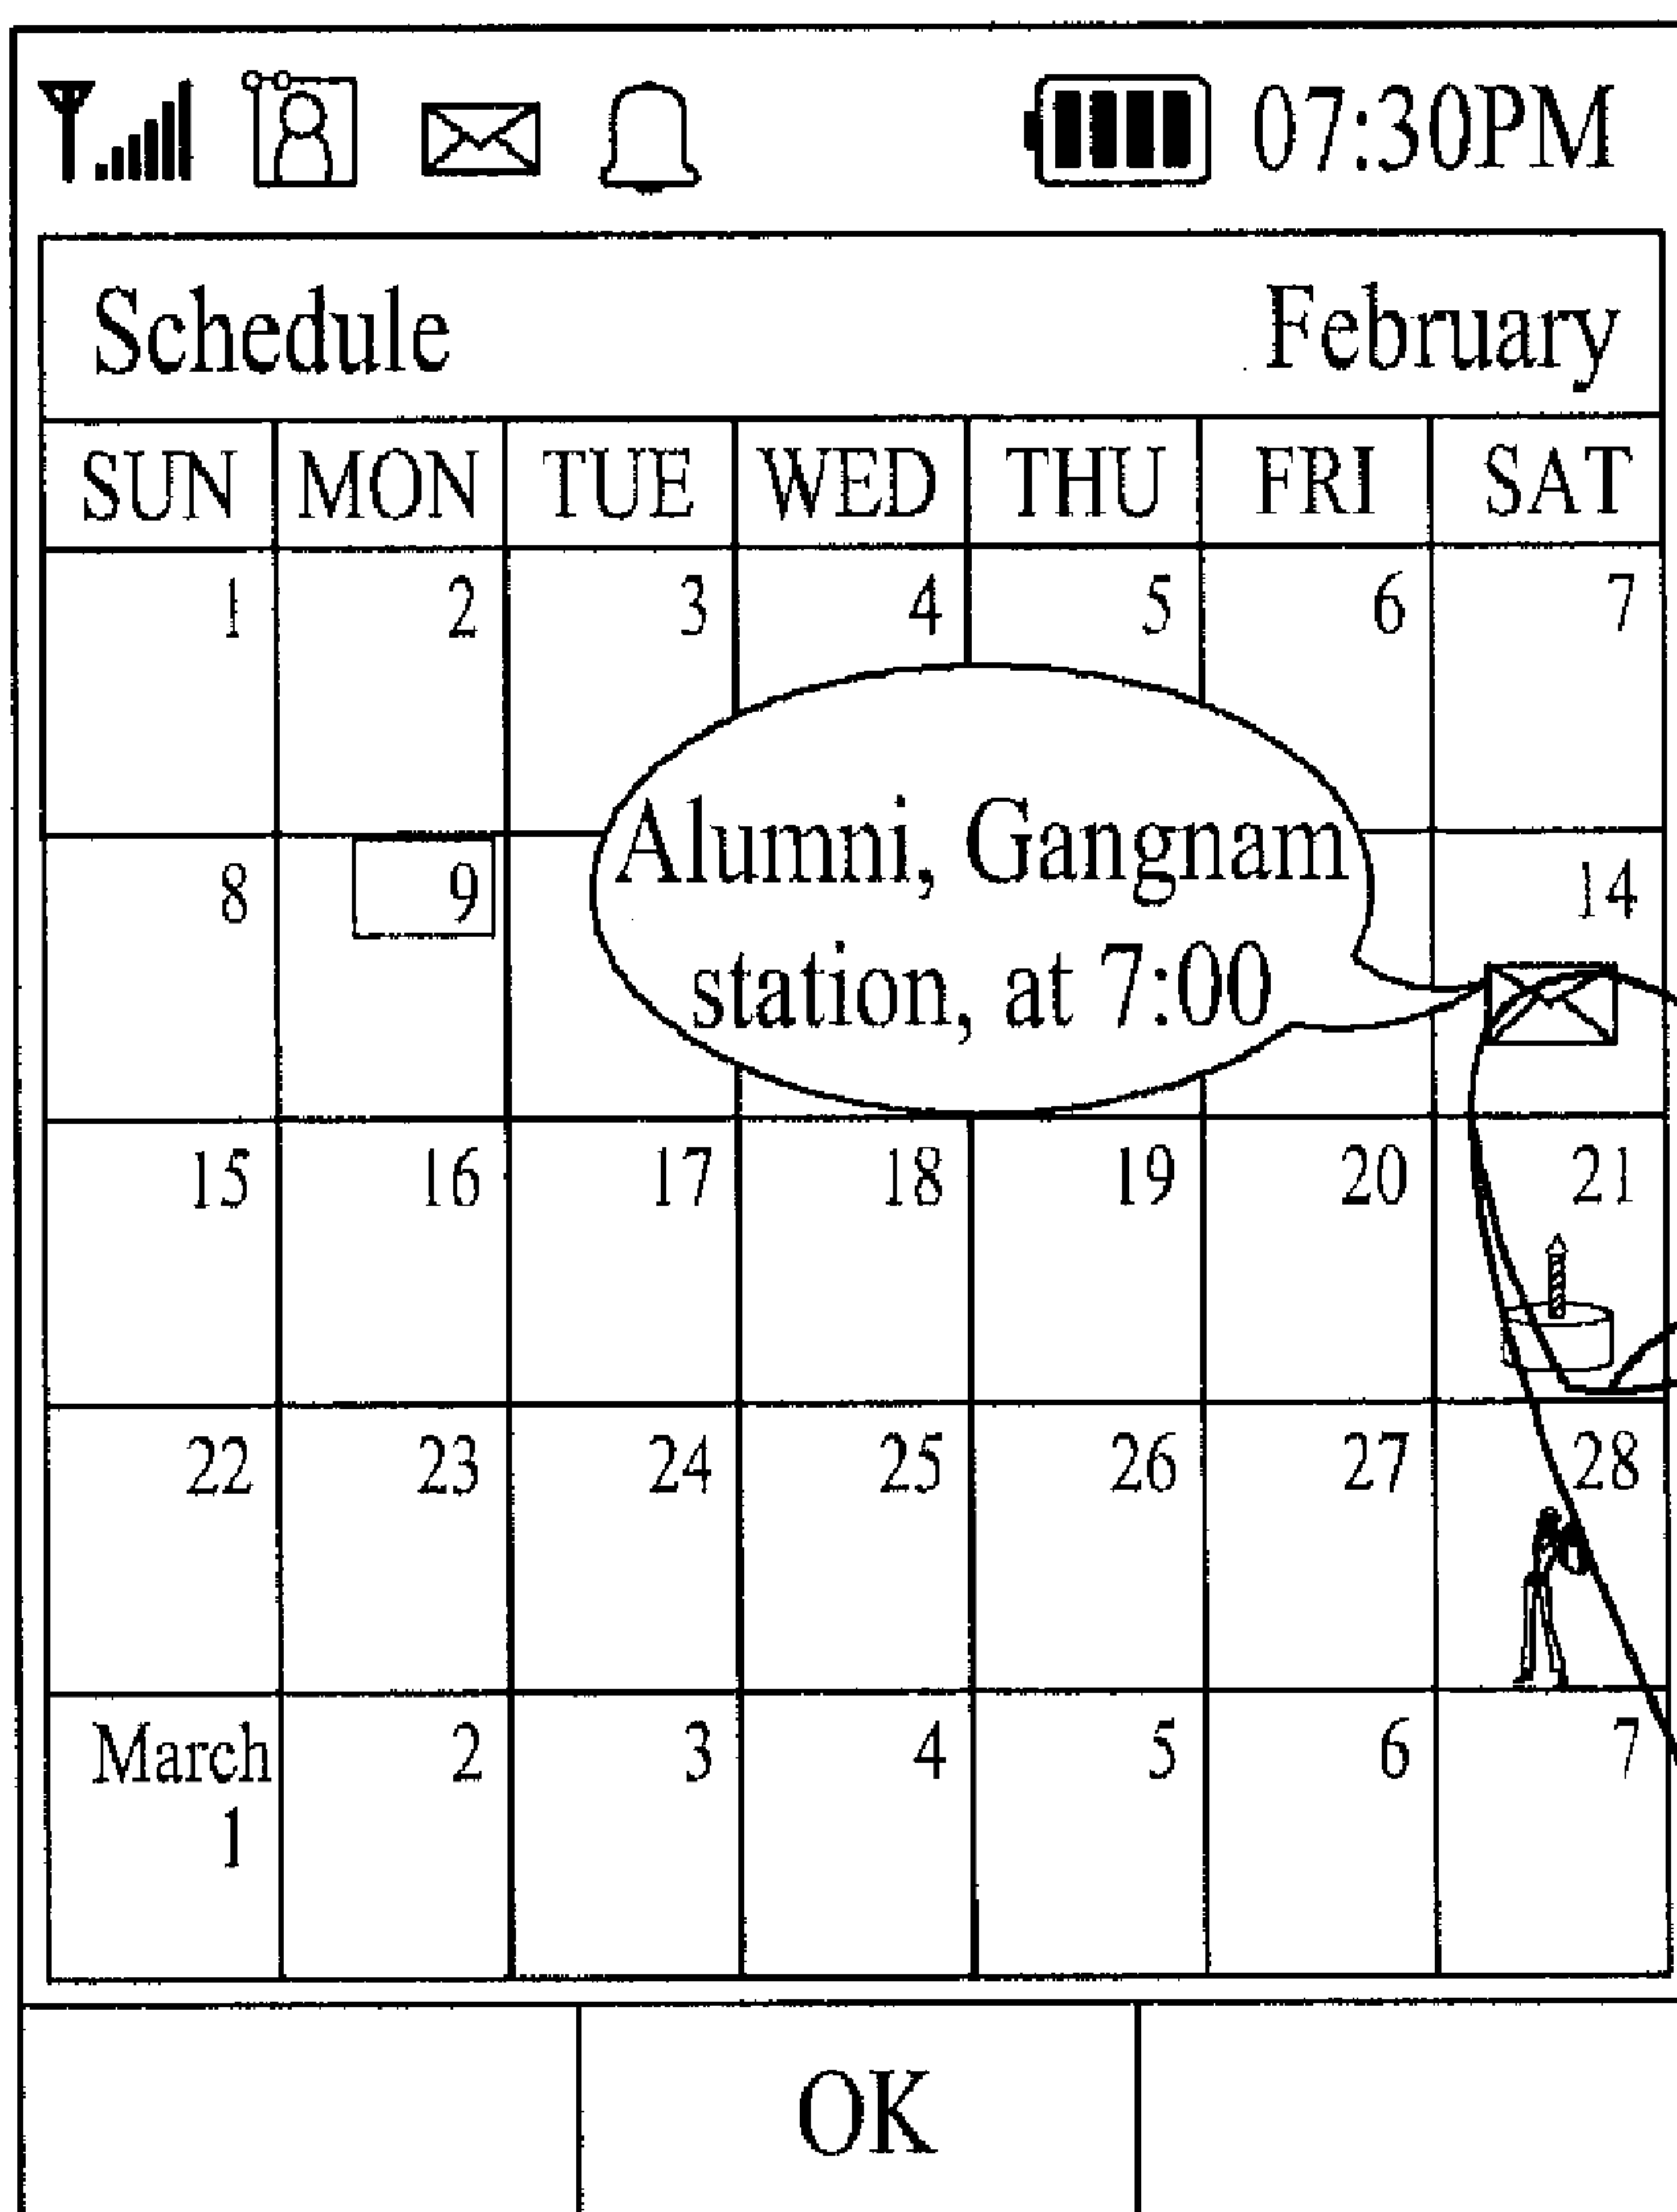 07:30PM
Schedule February
SUN MON TUE WED THU FRI SAT
1 2 3 4 5 6 7
8 9 14
Alumni, Gangnam
station, at 7:00
15 16 17 18 19 20 21
22 23 24 25 26 27 28
March 2 3 4 5 6 7
1
OK